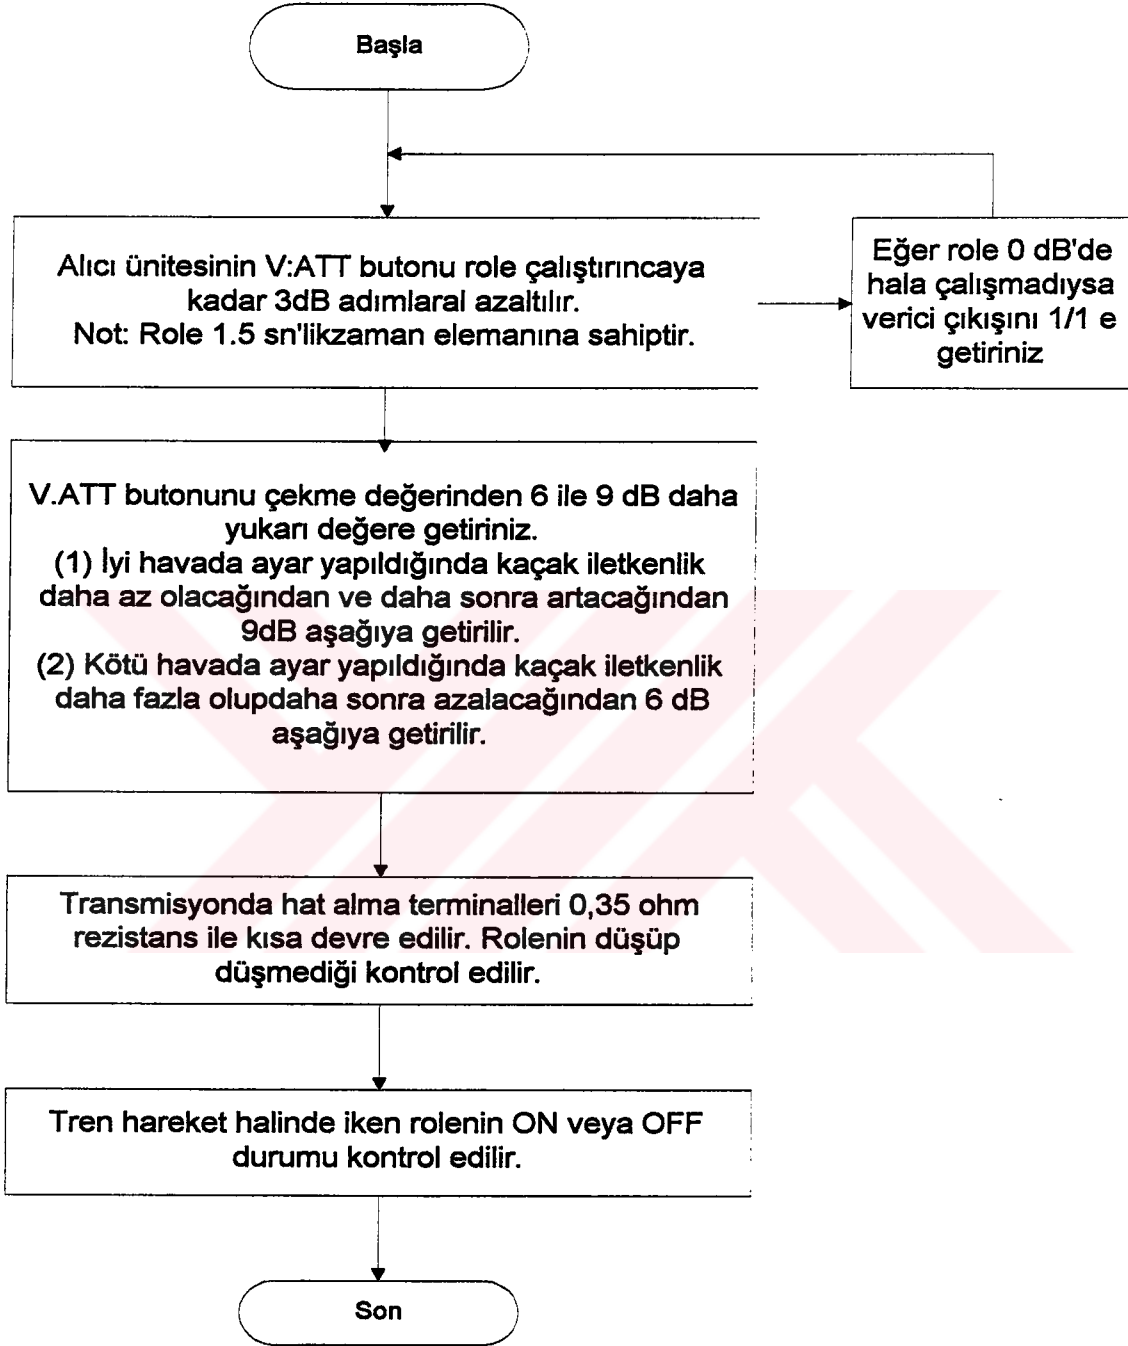 Başla
Alıcı ünitesinin V:ATT butonu role çalıştırıncaya
kadar 3dB adımlaral azaltılır.
Not: Role 1.5 sn'likzaman elemanına sahiptir.
Eğer role 0 dB'de
hala çalışmadıysa
verici çıkışını 1/1 e
getiriniz
V.ATT butonunu çekme değerinden 6 ile 9 dB daha
yukarı değere getiriniz.
(1) İyi havada ayar yapıldığında kaçak iletkenlik
daha az olacağından ve daha sonra artacağından
9dB aşağıya getirilir.
(2) Kötü havada ayar yapıldığında kaçak iletkenlik
daha fazla olupdaha sonra azalacağından 6 dB
aşağıya getirilir.
Transmisyonda hat alma terminalleri 0,35 ohm
rezistans ile kısa devre edilir. Rolenin düşüp
düşmediği kontrol edilir.
Tren hareket halinde iken rolenin ON veya OFF
durumu kontrol edilir.
Son